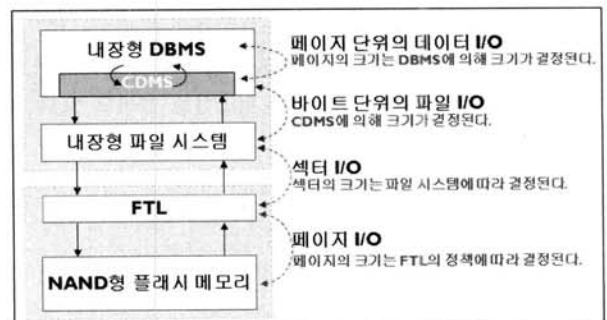 내장형 DBMS
CDMS
내장형 파일 시스템
FTL
NAND형 플래시 메모리
페이지 단위의 데이터 I/O
페이지의 크기는 DBMS에 의해 크기가 결정된다.
바이트 단위의 파일 I/O
CDMS에 의해 크기가 결정된다.
섹터 I/O
섹터의 크기는 파일 시스템에 따라 결정된다.
페이지 I/O
페이지의 크기는 FTL의 정책에 따라 결정된다.